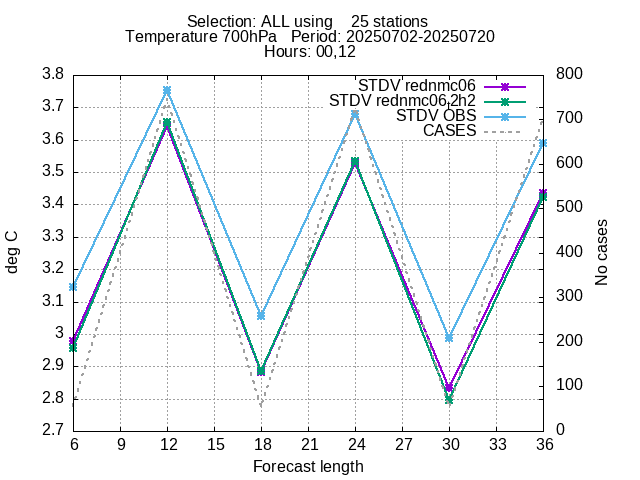 Selection: ALL using    25 stations
Temperature 700hPa   Period: 20250702-20250720
Hours: 00,12
STDV rednmc06
STDV rednmc06,2h2
STDV OBS
CASES
3.8
3.7
3.6
3.5
3.4
3.3
3.2
3.1
3
2.9
2.8
2.7
deg C
800
700
600
500
400
300
200
100
0
No cases
6 9 12 15 18 21 24 27 30 33 36
Forecast length